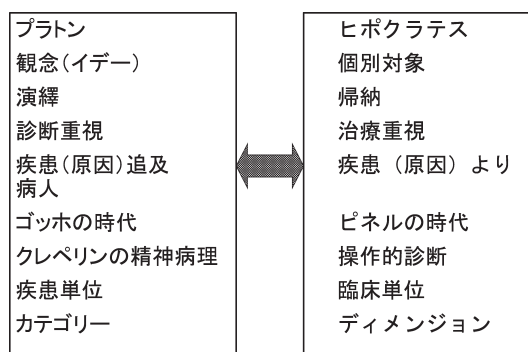 プラトン
観念(イデー)
演繹
診断重視
疾患(原因)追及
病人
ゴッホの時代
クレペリンの精神病理
疾患単位
カテゴリー
ヒポクラテス
個別対象
帰納
治療重視
疾患（原因）より
ピネルの時代
操作的診断
臨床単位
ディメンジョン